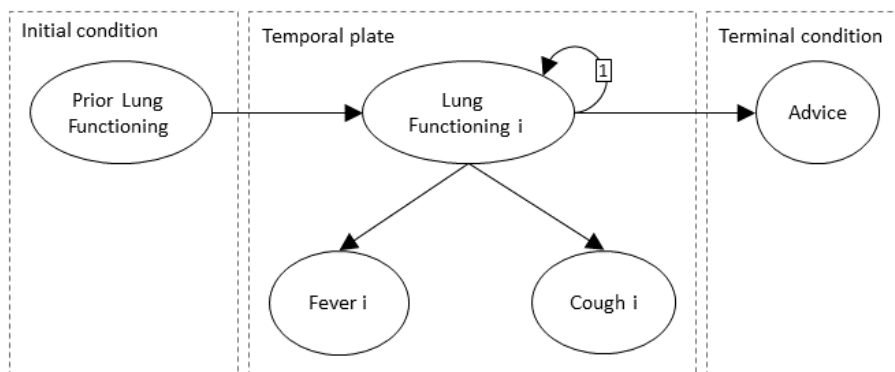 Initial condition
Temporal plate
Terminal condition
Prior Lung
Functioning
Lung
Functioning i
1
Advice
Fever i
Cough i